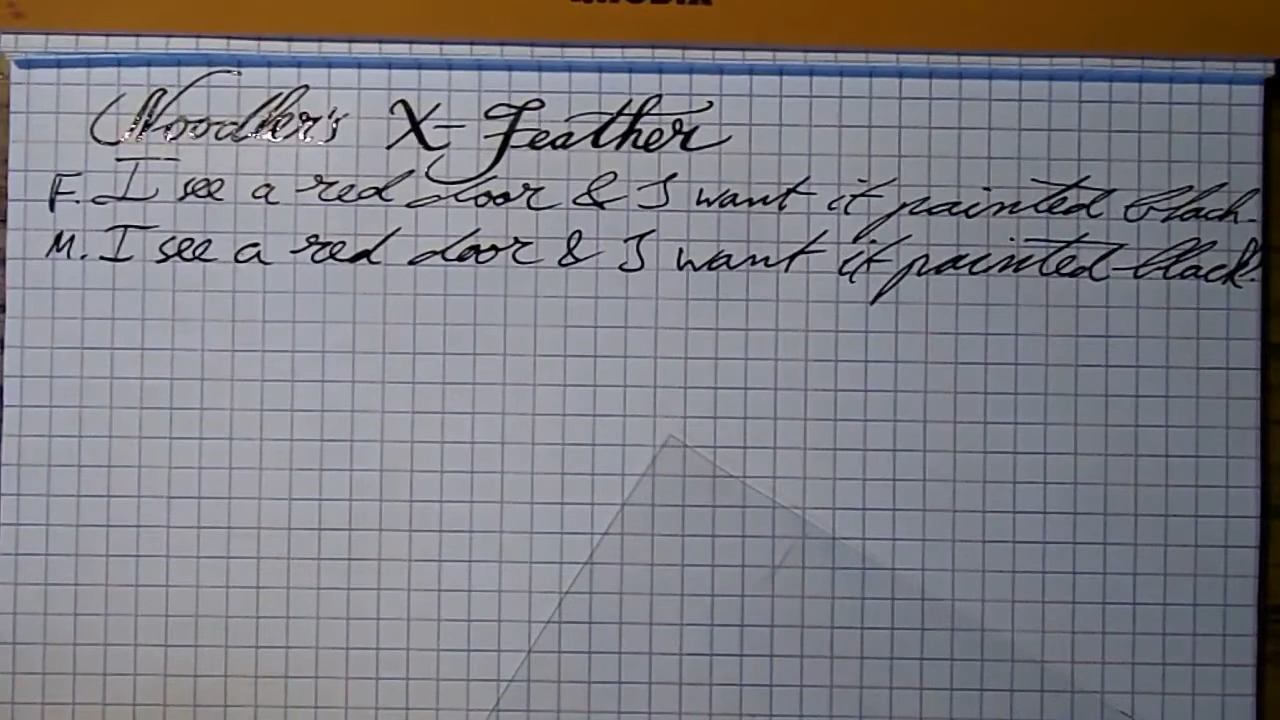 Noodler's X-Feather
F. I see a red door & I want it painted black.
M. I see a red door & I want it painted black.